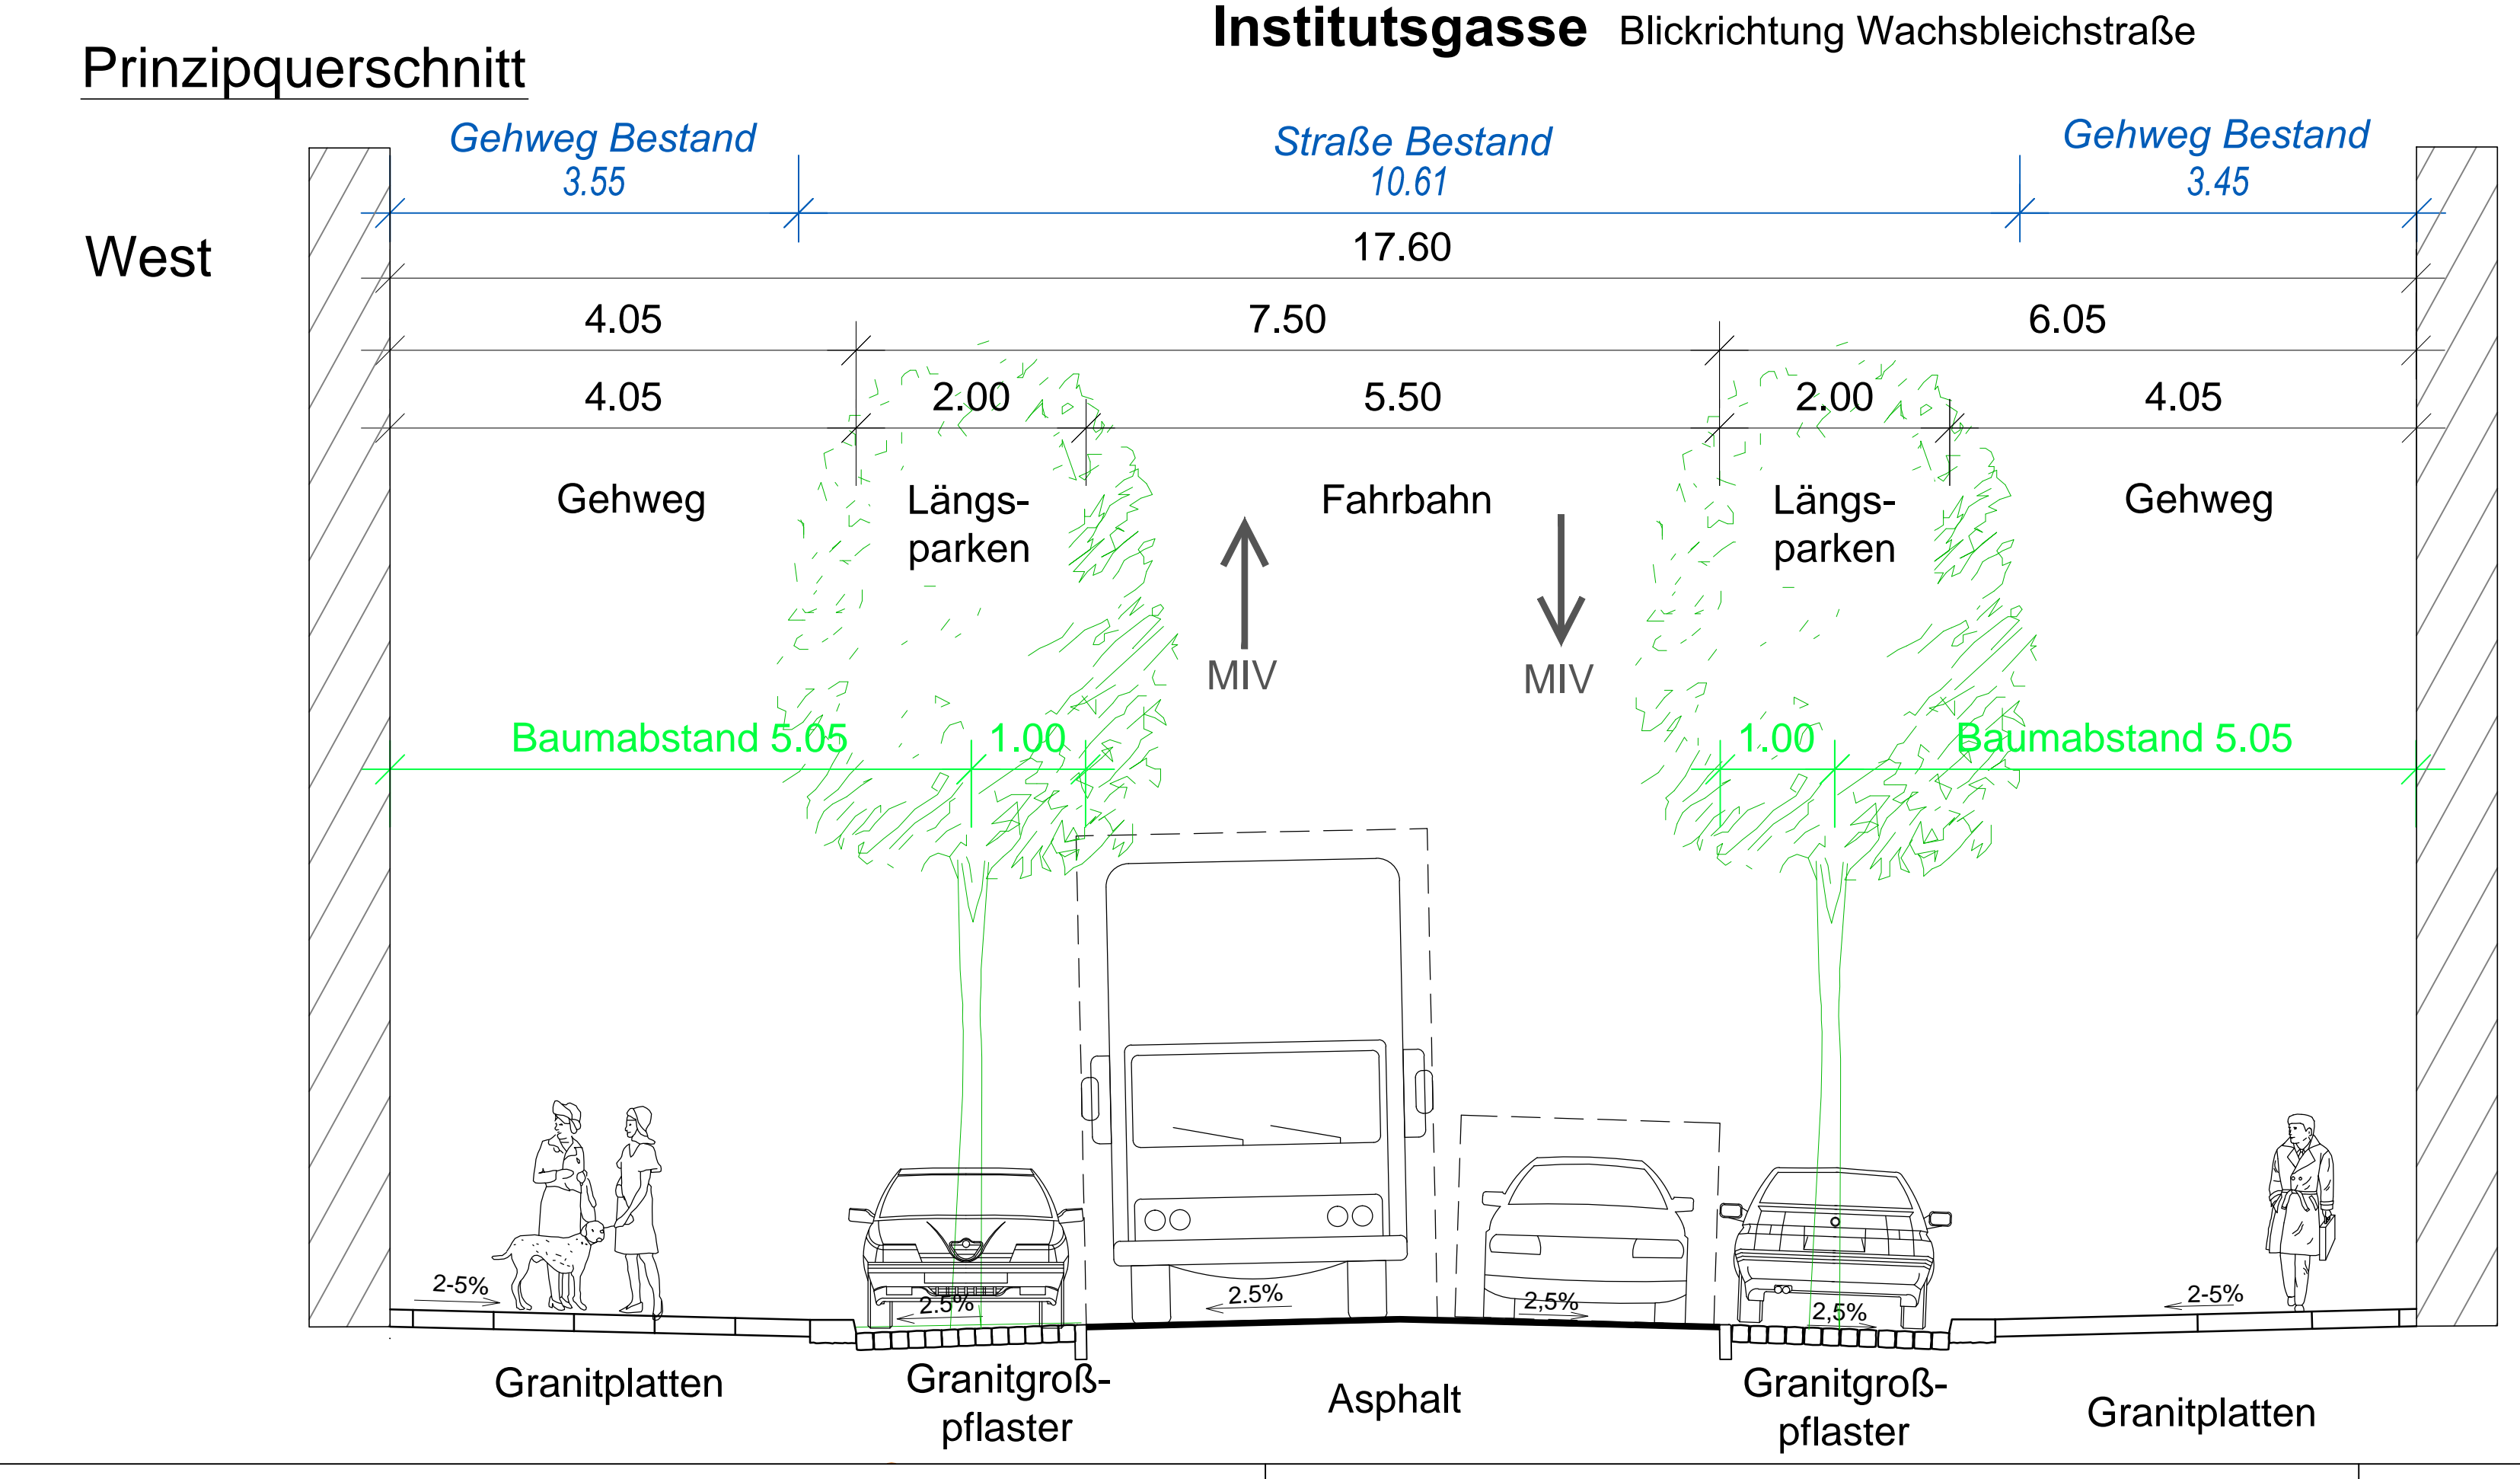 Institutsgasse Blickrichtung Wachsbleichstraße
Prinzipquerschnitt
Gehweg Bestand Straße Bestand Gehweg Bestand
3.55 10.61 3.45
West
17.60
4.05 7.50 6.05
4.05 2.00 5.50 2.00 4.05
Gehweg Längs- Fahrbahn Längs- Gehweg
parken parken
MIV MIV
Baumabstand 5.05 1.00 1.00 Baumabstand 5.05
2-5% 2.5% 2.5% 2,5% 2,5% 2-5%
Granitplatten Granitgroß- Asphalt Granitgroß- Granitplatten
pflaster pflaster